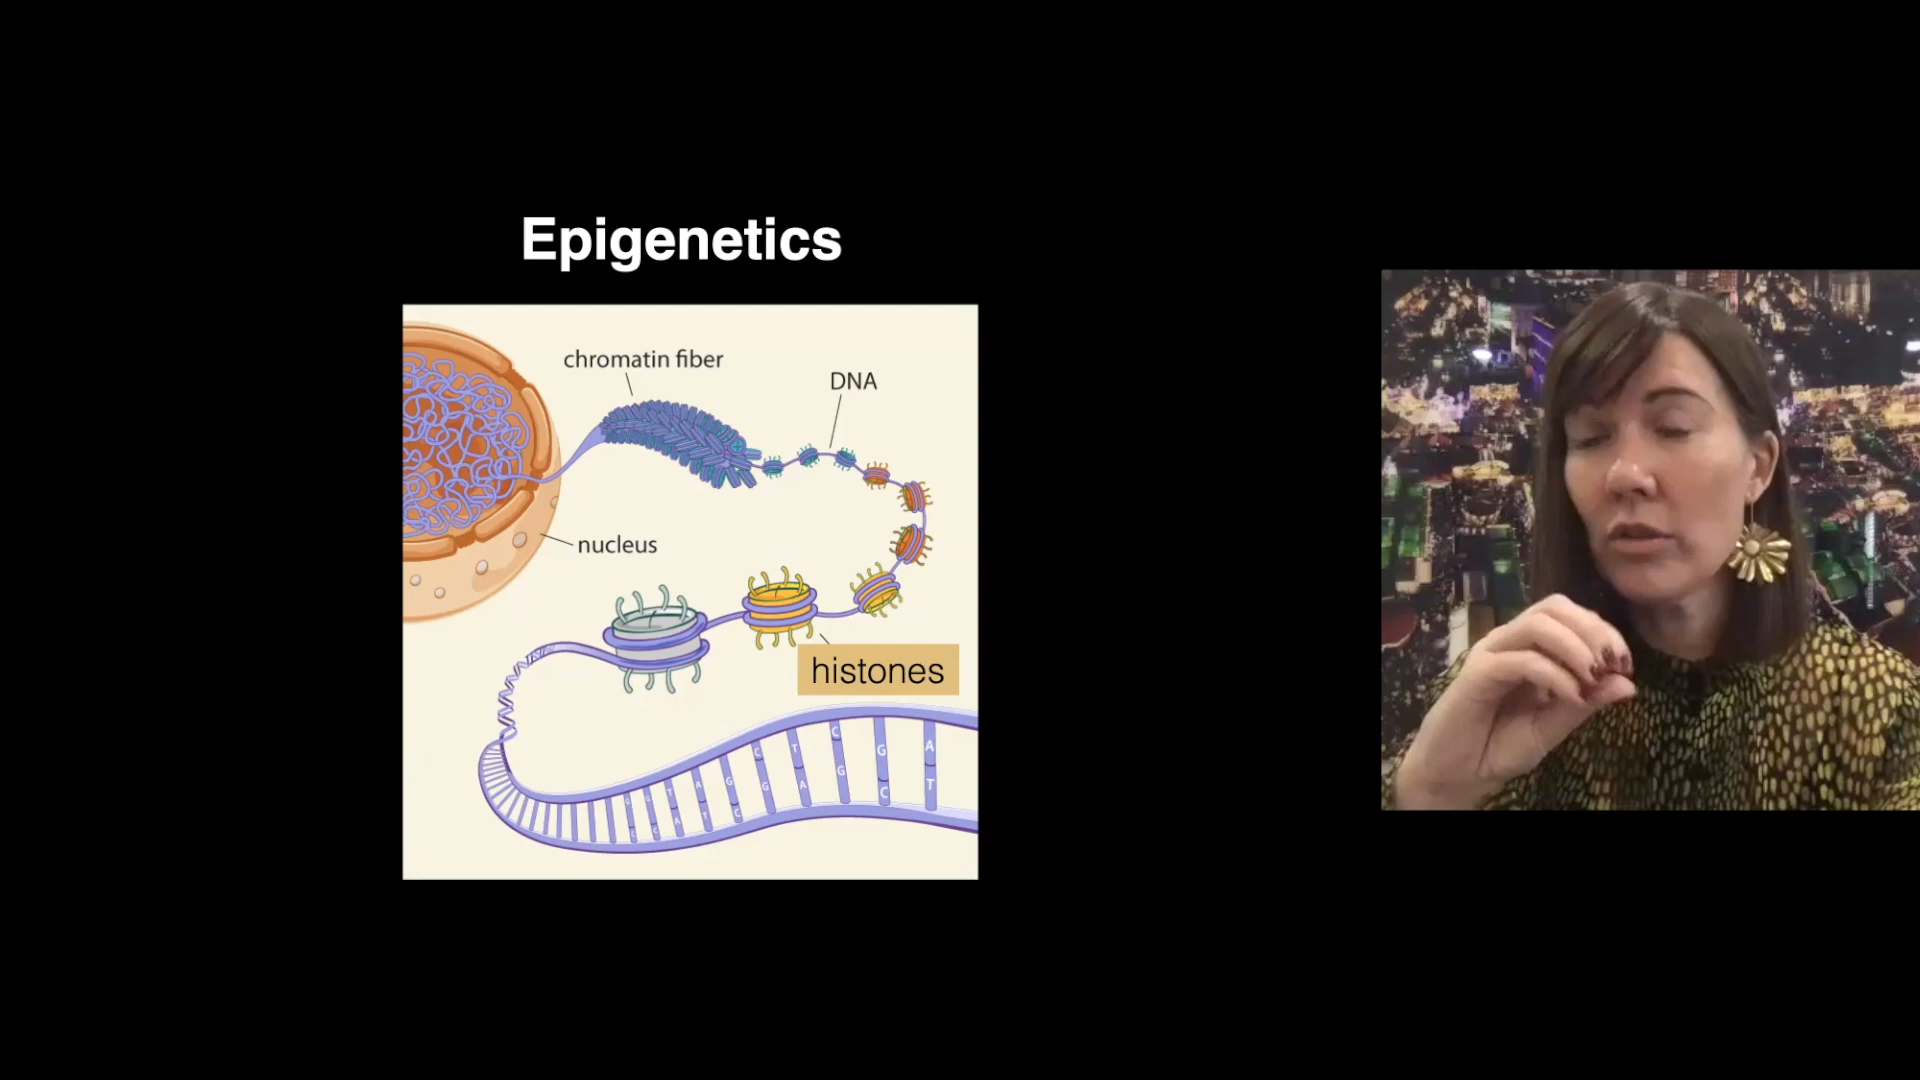 Epigenetics
chromatin fiber
DNA
nucleus
histones
C T C G A
G T A G G A G C T
C C A T C